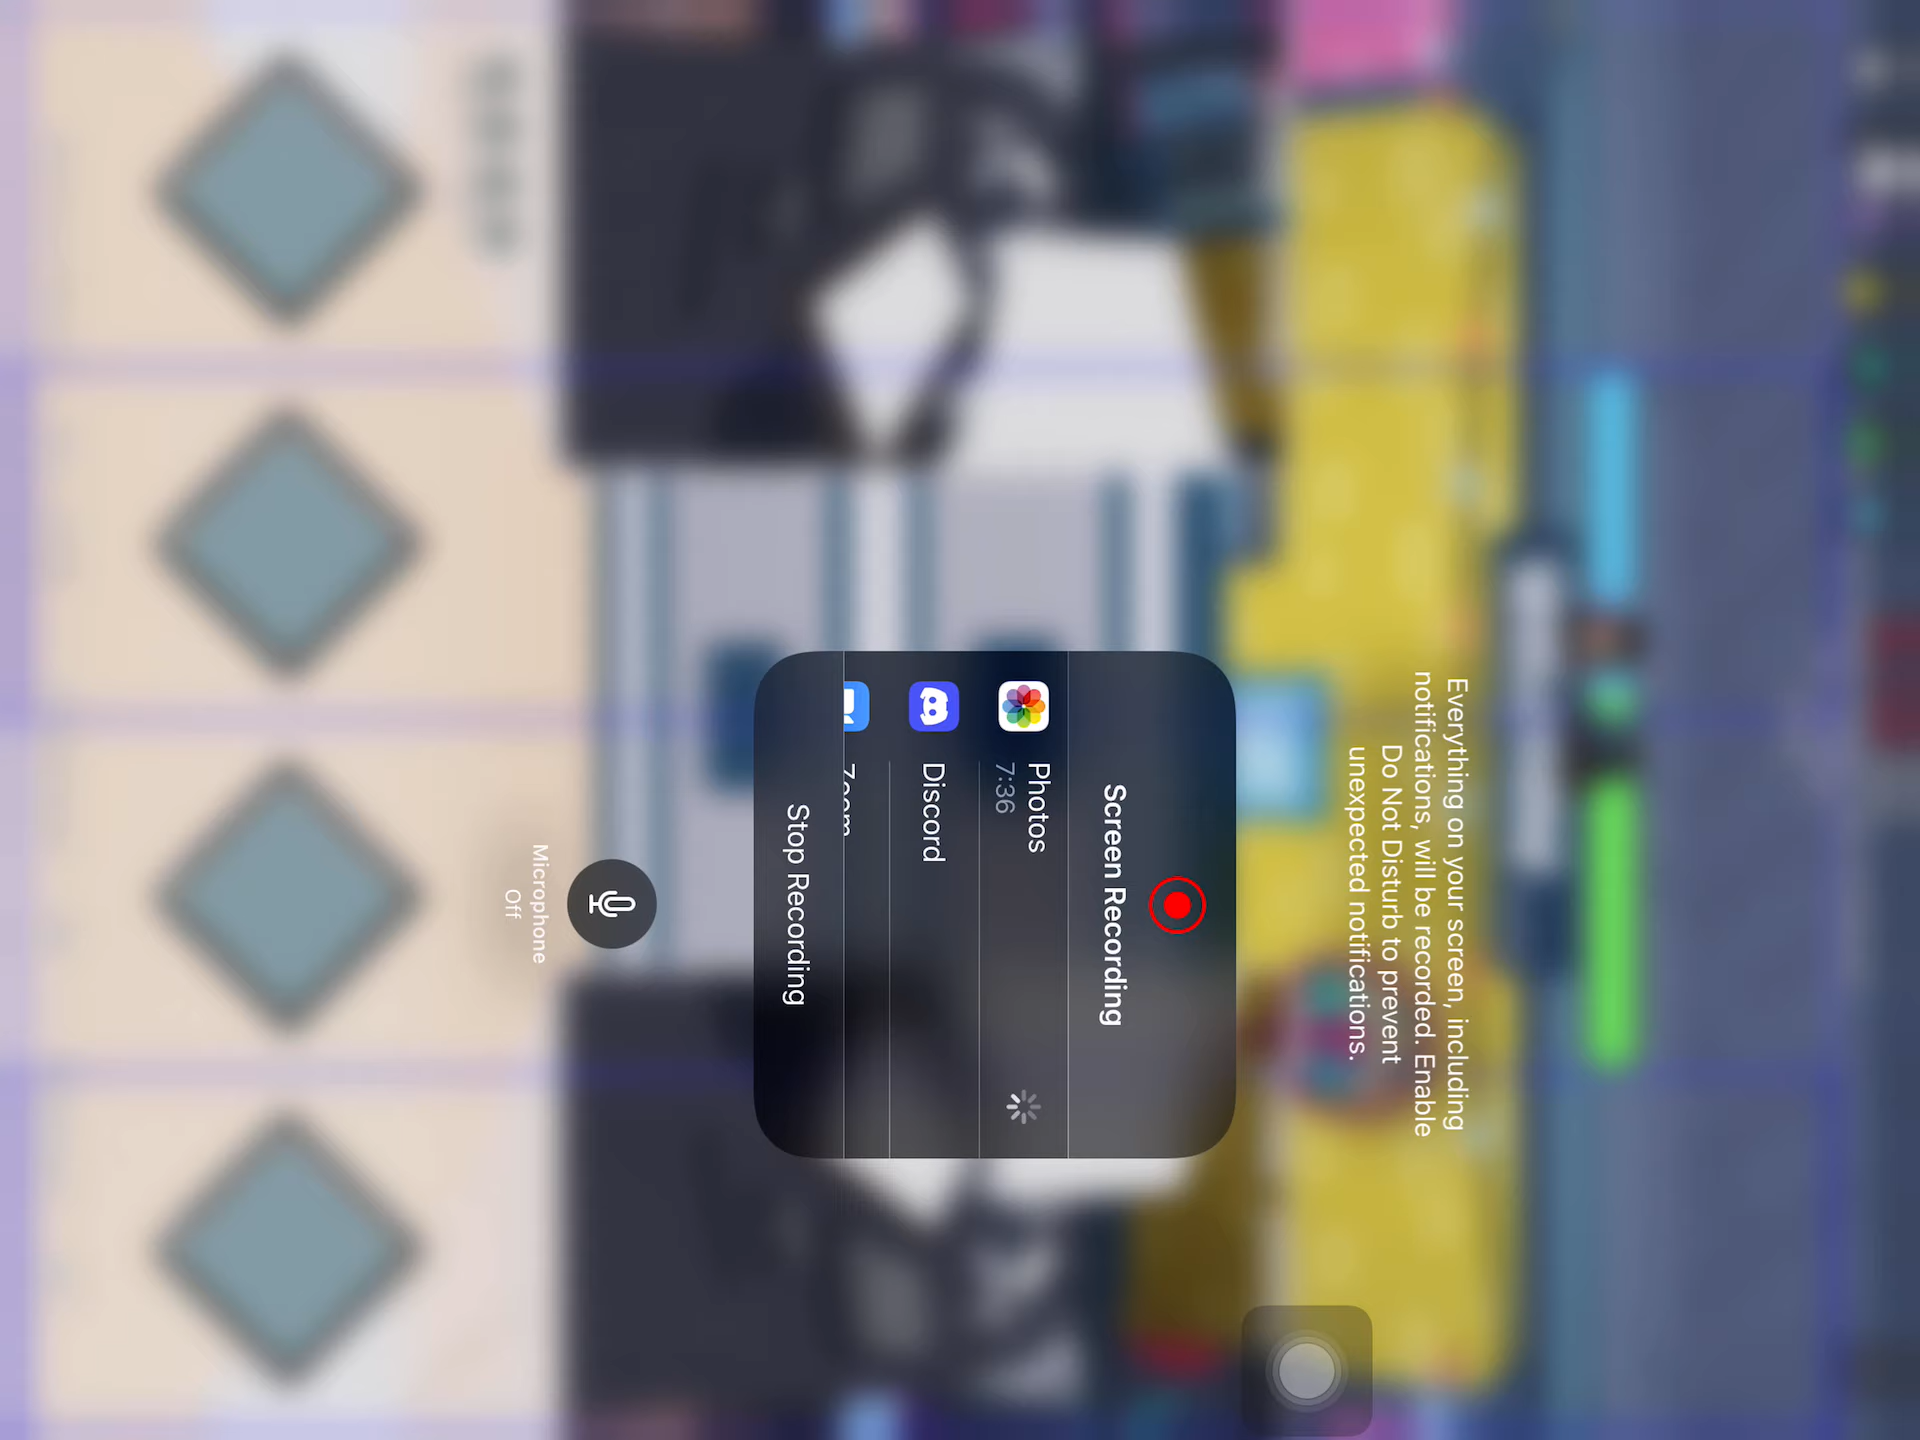 Everything on your screen, including
notifications, will be recorded. Enable
Do Not Disturb to prevent
unexpected notifications.
Screen Recording
Photos
7:36
Discord
Zoom
Stop Recording
Microphone
Off